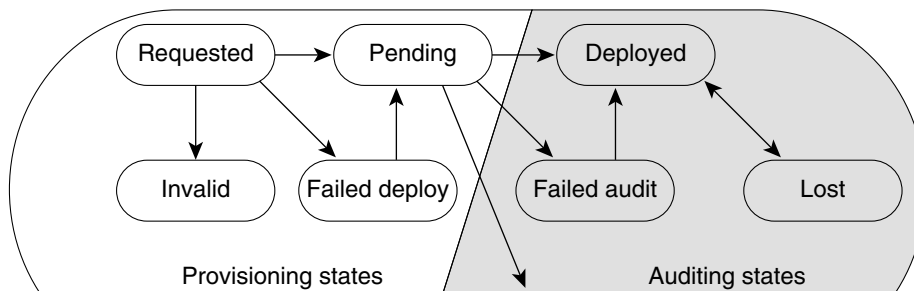 Requested
Pending
Deployed
Invalid
Failed deploy
Failed audit
Lost
Provisioning states
Auditing states